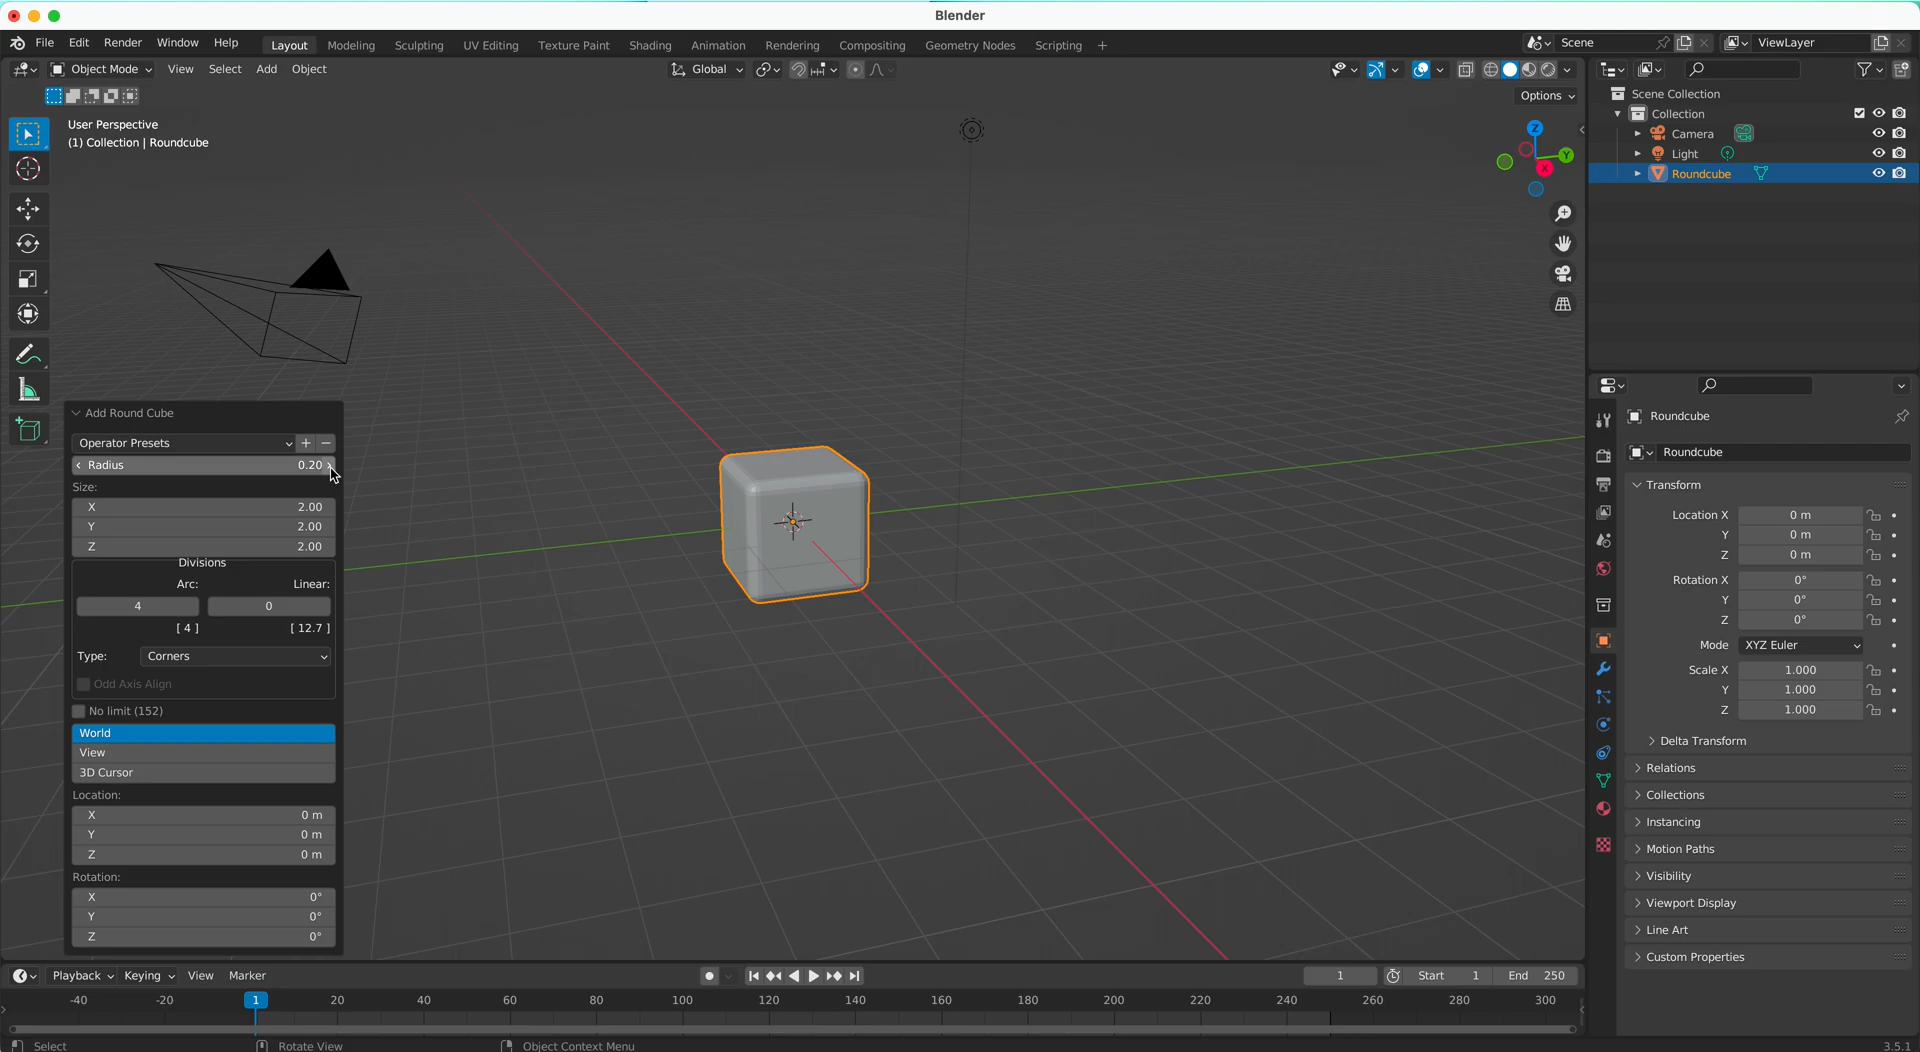 Blender
File Edit Render Window Help Layout Modeling Sculpting UV Editing Texture Paint Shading Animation Rendering Compositing Geometry Nodes Scripting + Scene ViewLayer
Object Mode View Select Add Object Global
Options
User Perspective
(1) Collection | Roundcube
Z
Y
X
Scene Collection
Collection
Camera
Light
Roundcube
Add Round Cube
Operator Presets + −
Radius 0.20
Size:
X 2.00
Y 2.00
Z 2.00
Divisions
Arc: Linear:
4 0
[ 4 ] [ 12.7 ]
Type: Corners
Odd Axis Align
No limit (152)
World
View
3D Cursor
Location:
X 0 m
Y 0 m
Z 0 m
Rotation:
X 0°
Y 0°
Z 0°
Roundcube
Roundcube
Transform
Location X 0 m
Y 0 m
Z 0 m
Rotation X 0°
Y 0°
Z 0°
Mode XYZ Euler
Scale X 1.000
Y 1.000
Z 1.000
Delta Transform
Relations
Collections
Instancing
Motion Paths
Visibility
Viewport Display
Line Art
Custom Properties
Playback Keying View Marker 1 Start 1 End 250
-40 -20 1 20 40 60 80 100 120 140 160 180 200 220 240 260 280 300
Select Rotate View Object Context Menu 3.5.1